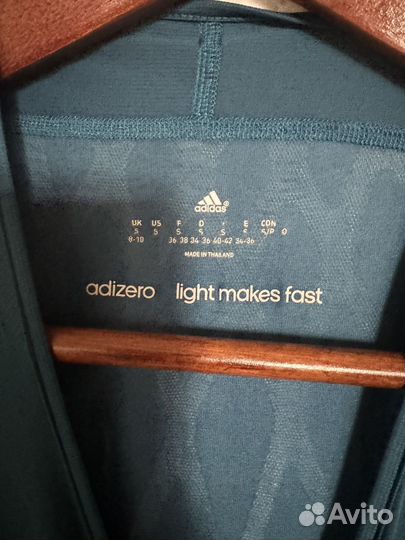 adidas
UK US F D I E CDN
S S S S S S S/P O
8-10 36 38 34 36 40-42 34-36
MADE IN THAILAND
adizero light makes fast
Avito